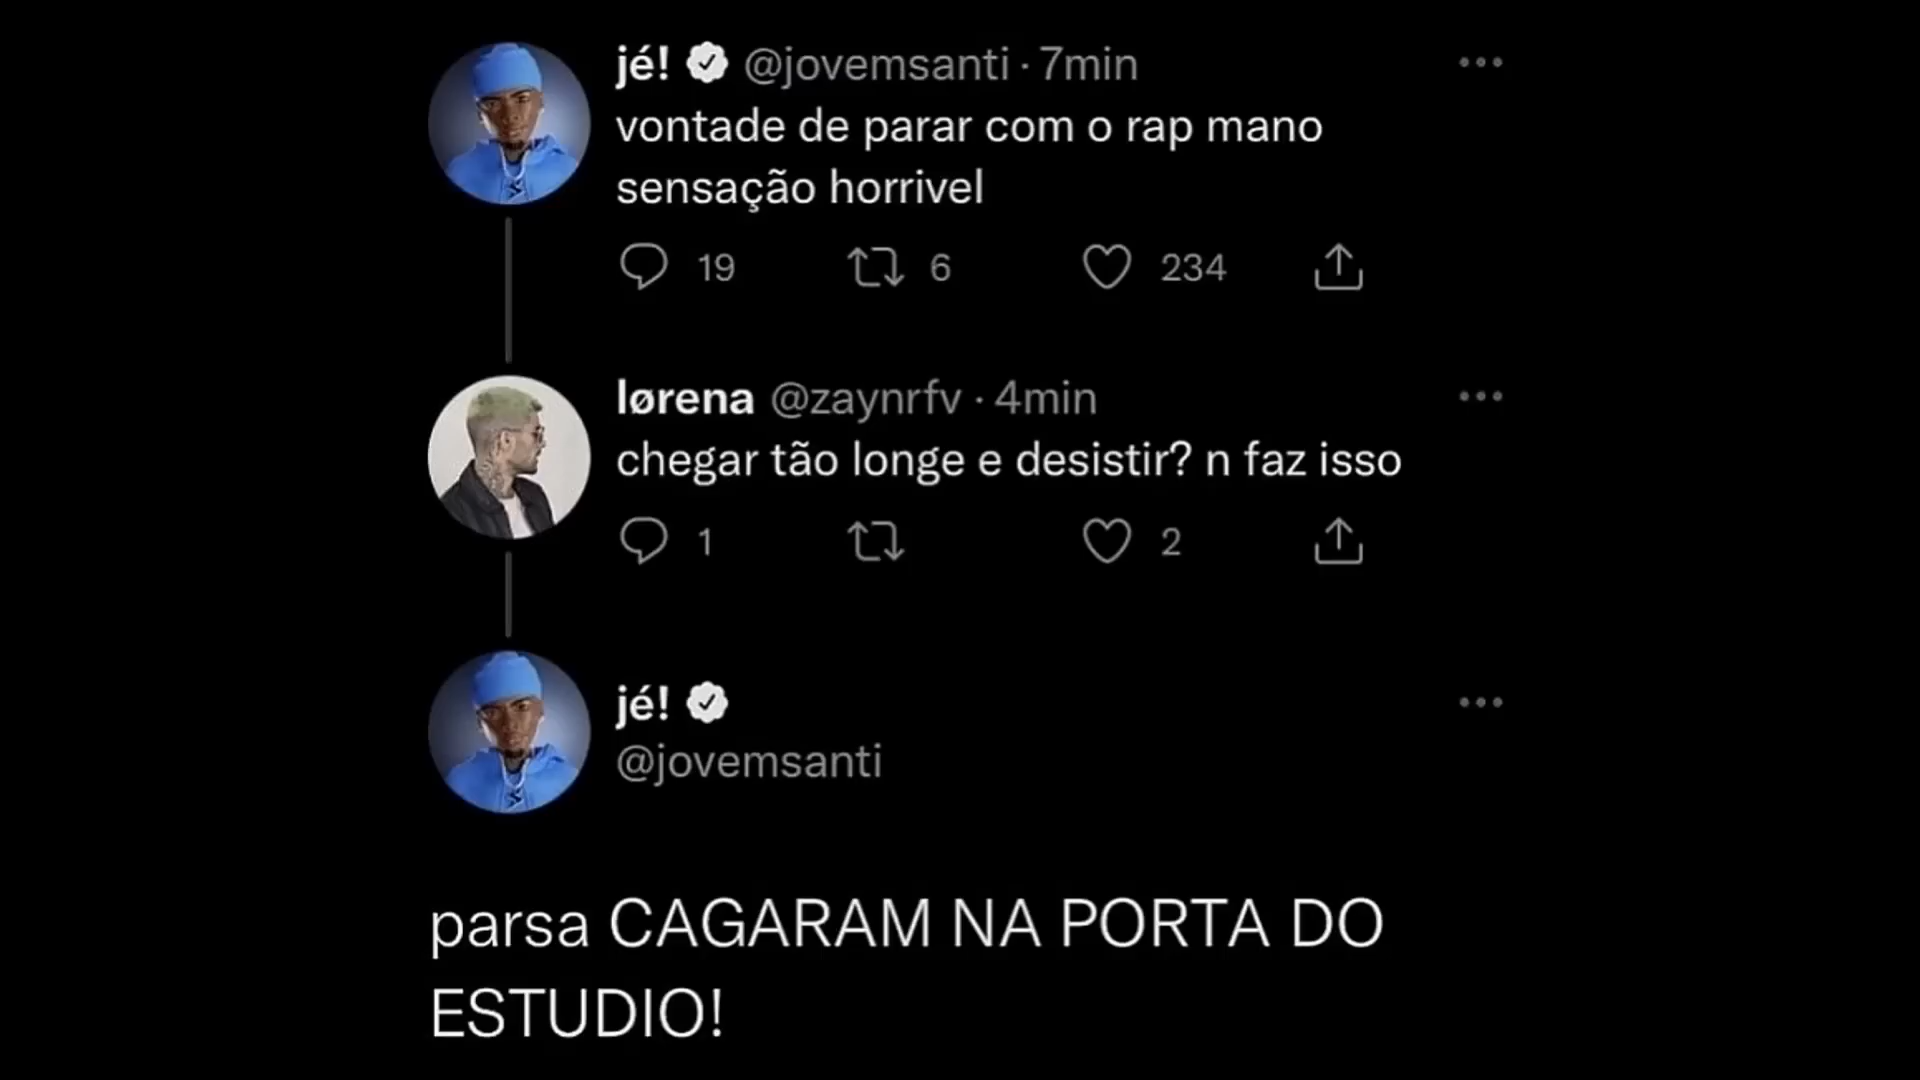 jé! @jovemsanti · 7min
vontade de parar com o rap mano
sensação horrivel
19 6 234
lørena @zaynrfv · 4min
chegar tão longe e desistir? n faz isso
1 2
jé!
@jovemsanti
parsa CAGARAM NA PORTA DO
ESTUDIO!